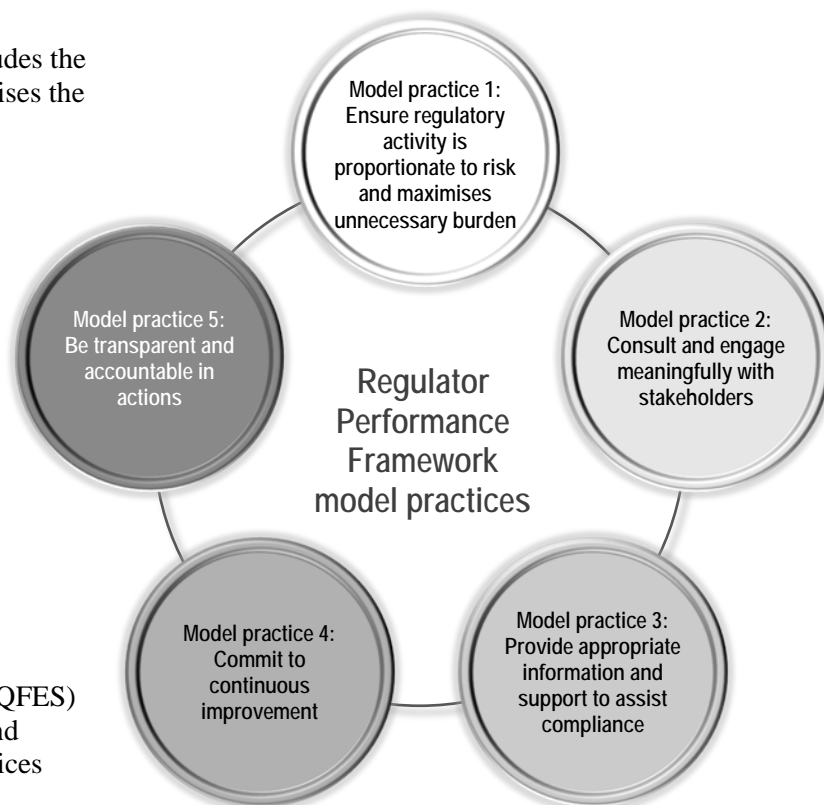 udes the
ises the
Model practice 1:
Ensure regulatory
activity is
proportionate to risk
and maximises
unnecessary burden
Model practice 2:
Consult and engage
meaningfully with
stakeholders
Model practice 3:
Provide appropriate
information and
support to assist
compliance
Model practice 4:
Commit to
continuous
improvement
Model practice 5:
Be transparent and
accountable in
actions
Regulator
Performance
Framework
model practices
QFES)
nd
ices